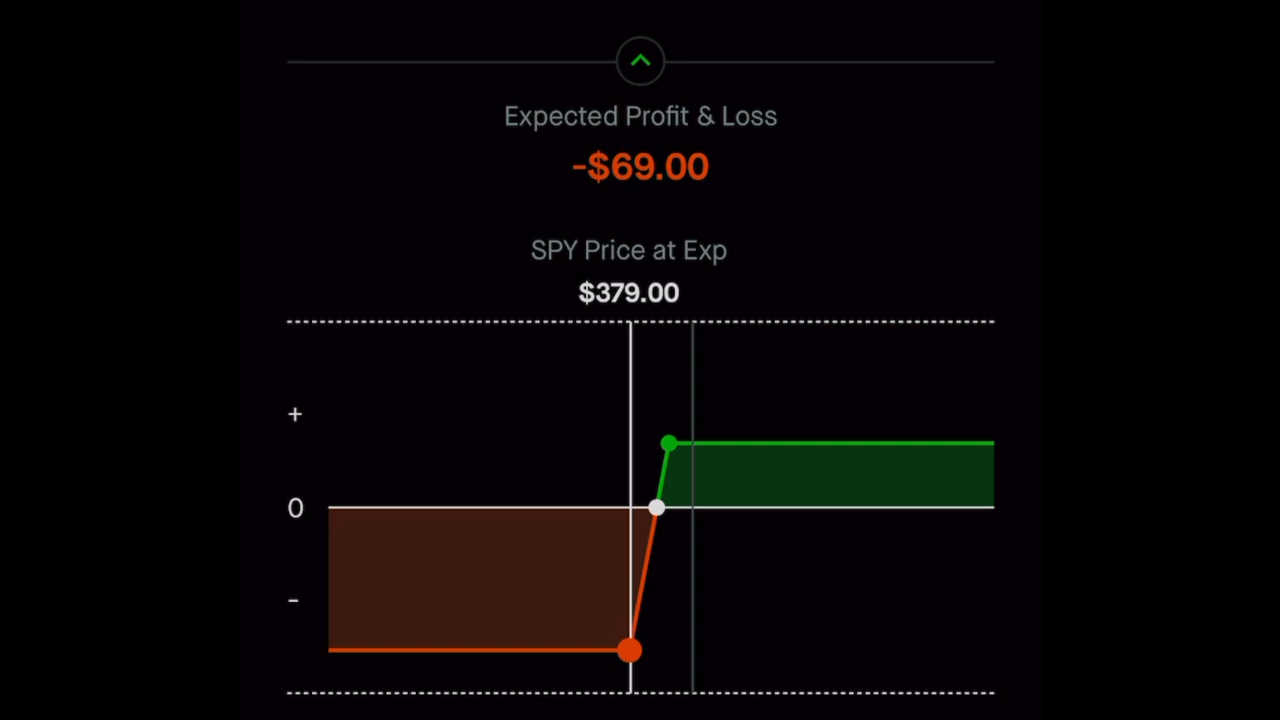 Expected Profit & Loss
-$69.00
SPY Price at Exp
$379.00
+
0
-